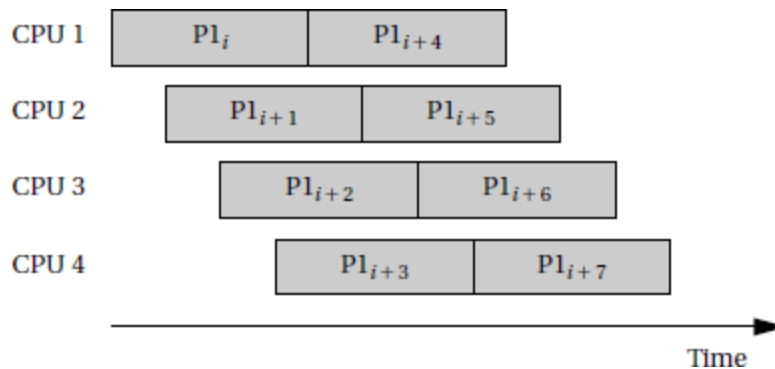 CPU 1 P1ᵢ P1ᵢ₊₄
CPU 2 P1ᵢ₊₁ P1ᵢ₊₅
CPU 3 P1ᵢ₊₂ P1ᵢ₊₆
CPU 4 P1ᵢ₊₃ P1ᵢ₊₇
Time